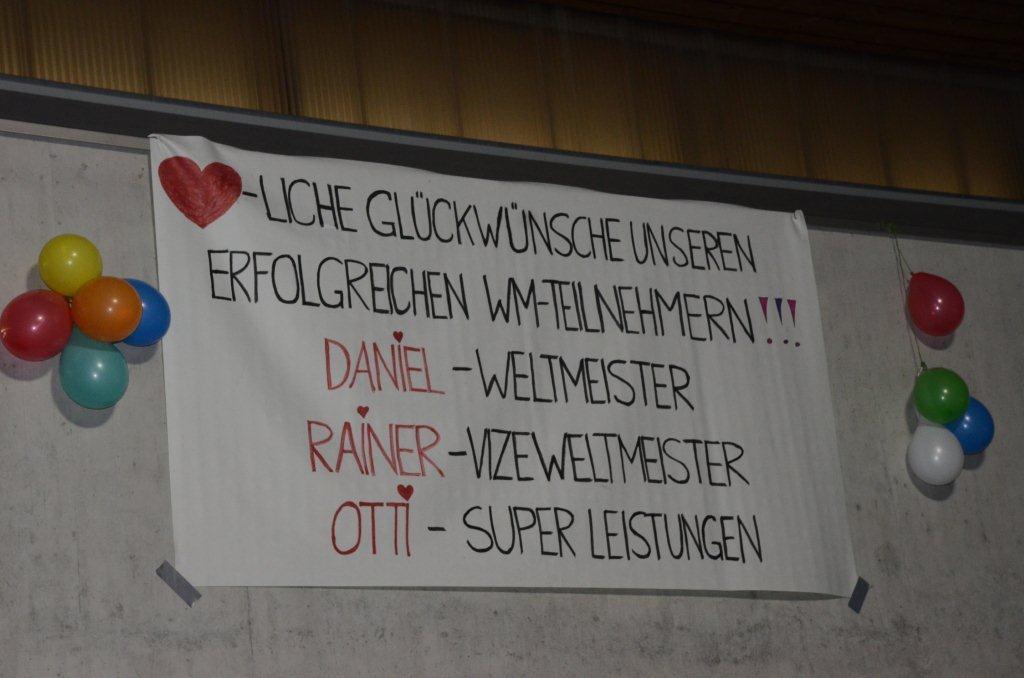 ❤-LICHE GLÜCKWÜNSCHE UNSEREN
ERFOLGREICHEN WM-TEILNEHMERN!!!
DANiEL - WELTMEISTER
RAiNER - VIZEWELTMEISTER
OTTi - SUPER LEISTUNGEN